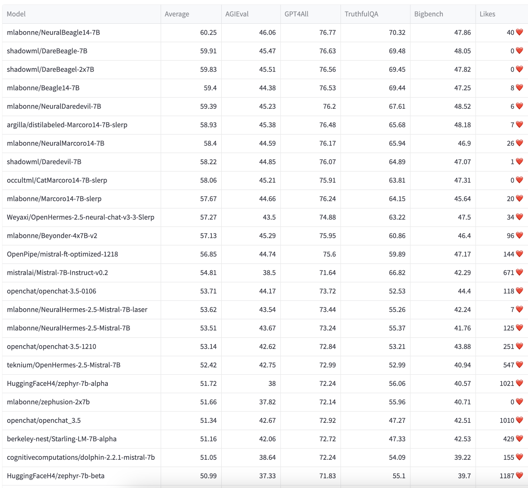 Model Average AGIEval GPT4All TruthfulQA Bigbench Likes
mlabonne/NeuralBeagle14-7B 60.25 46.06 76.77 70.32 47.86 40 ❤️
shadowml/DareBeagle-7B 59.91 45.47 76.63 69.48 48.05 0 ❤️
shadowml/DareBeagel-2x7B 59.83 45.51 76.56 69.45 47.82 0 ❤️
mlabonne/Beagle14-7B 59.4 44.38 76.53 69.44 47.25 8 ❤️
mlabonne/NeuralDaredevil-7B 59.39 45.23 76.2 67.61 48.52 6 ❤️
argilla/distilabeled-Marcoro14-7B-slerp 58.93 45.38 76.48 65.68 48.18 7 ❤️
mlabonne/NeuralMarcoro14-7B 58.4 44.59 76.17 65.94 46.9 26 ❤️
shadowml/Daredevil-7B 58.22 44.85 76.07 64.89 47.07 1 ❤️
occultml/CatMarcoro14-7B-slerp 58.06 45.21 75.91 63.81 47.31 0 ❤️
mlabonne/Marcoro14-7B-slerp 57.67 44.66 76.24 64.15 45.64 20 ❤️
Weyaxi/OpenHermes-2.5-neural-chat-v3-3-Slerp 57.27 43.5 74.88 63.22 47.5 34 ❤️
mlabonne/Beyonder-4x7B-v2 57.13 45.29 75.95 60.86 46.4 96 ❤️
OpenPipe/mistral-ft-optimized-1218 56.85 44.74 75.6 59.89 47.17 144 ❤️
mistralai/Mistral-7B-Instruct-v0.2 54.81 38.5 71.64 66.82 42.29 671 ❤️
openchat/openchat-3.5-0106 53.71 44.17 73.72 52.53 44.4 118 ❤️
mlabonne/NeuralHermes-2.5-Mistral-7B-laser 53.62 43.54 73.44 55.26 42.24 7 ❤️
mlabonne/NeuralHermes-2.5-Mistral-7B 53.51 43.67 73.24 55.37 41.76 125 ❤️
openchat/openchat-3.5-1210 53.14 42.62 72.84 53.21 43.88 251 ❤️
teknium/OpenHermes-2.5-Mistral-7B 52.42 42.75 72.99 52.99 40.94 547 ❤️
HuggingFaceH4/zephyr-7b-alpha 51.72 38 72.24 56.06 40.57 1021 ❤️
mlabonne/zephusion-2x7b 51.66 37.82 72.14 55.96 40.71 0 ❤️
openchat/openchat_3.5 51.34 42.67 72.92 47.27 42.51 1010 ❤️
berkeley-nest/Starling-LM-7B-alpha 51.16 42.06 72.72 47.33 42.53 429 ❤️
cognitivecomputations/dolphin-2.2.1-mistral-7b 51.05 38.64 72.24 54.09 39.22 155 ❤️
HuggingFaceH4/zephyr-7b-beta 50.99 37.33 71.83 55.1 39.7 1187 ❤️